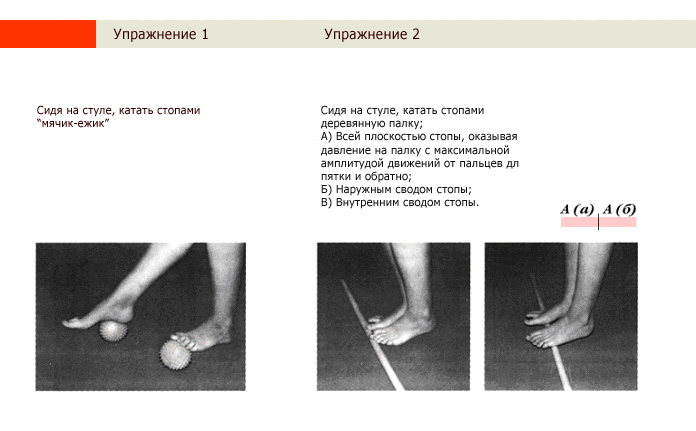 Упражнение 1
Упражнение 2
Сидя на стуле, катать стопами
“мячик-ежик”
Сидя на стуле, катать стопами
деревянную палку;
А) Всей плоскостью стопы, оказывая
давление на палку с максимальной
амплитудой движений от пальцев дл
пятки и обратно;
Б) Наружным сводом стопы;
В) Внутренним сводом стопы.
А (а) А (б)